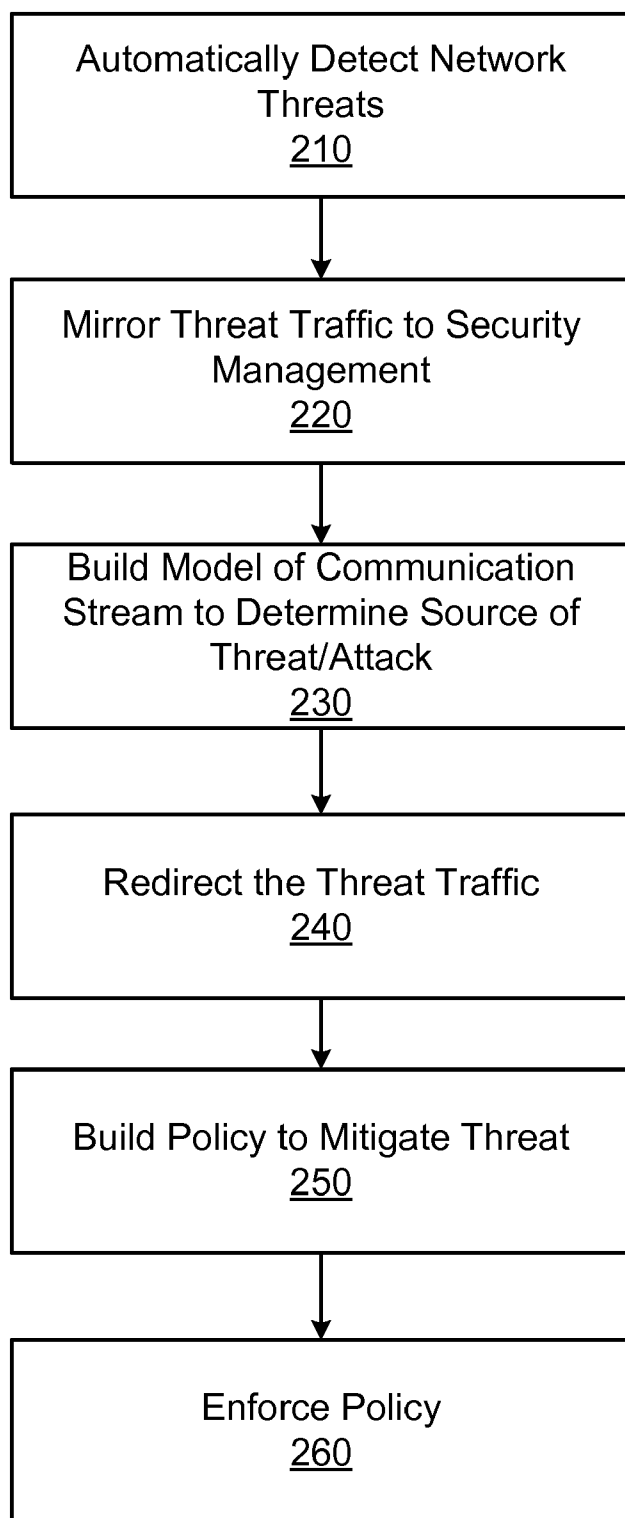 Automatically Detect Network
Threats
210
Mirror Threat Traffic to Security
Management
220
Build Model of Communication
Stream to Determine Source of
Threat/Attack
230
Redirect the Threat Traffic
240
Build Policy to Mitigate Threat
250
Enforce Policy
260